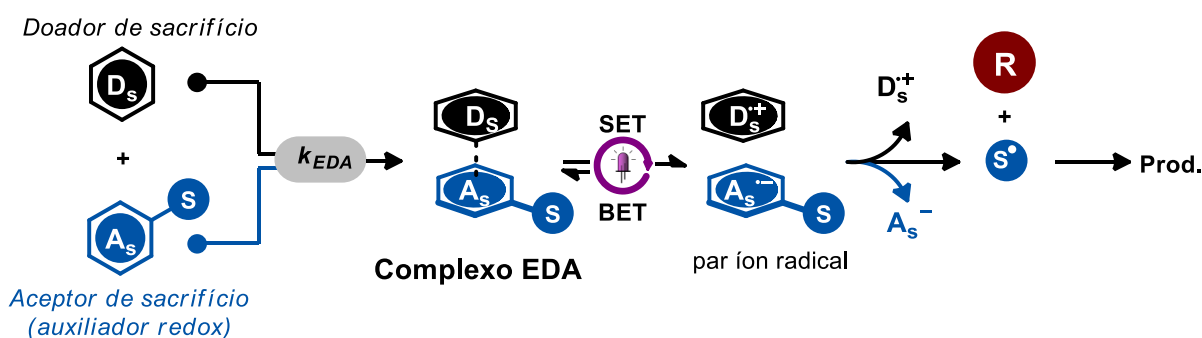 Doador de sacrifício
Ds
+
S
As
Aceptor de sacrifício
(auxiliador redox)
kEDA
DS
As
S
Complexo EDA
SET
BET
Ds•+
As•−
S
par íon radical
Ds•+
As−
R
+
S•
Prod.